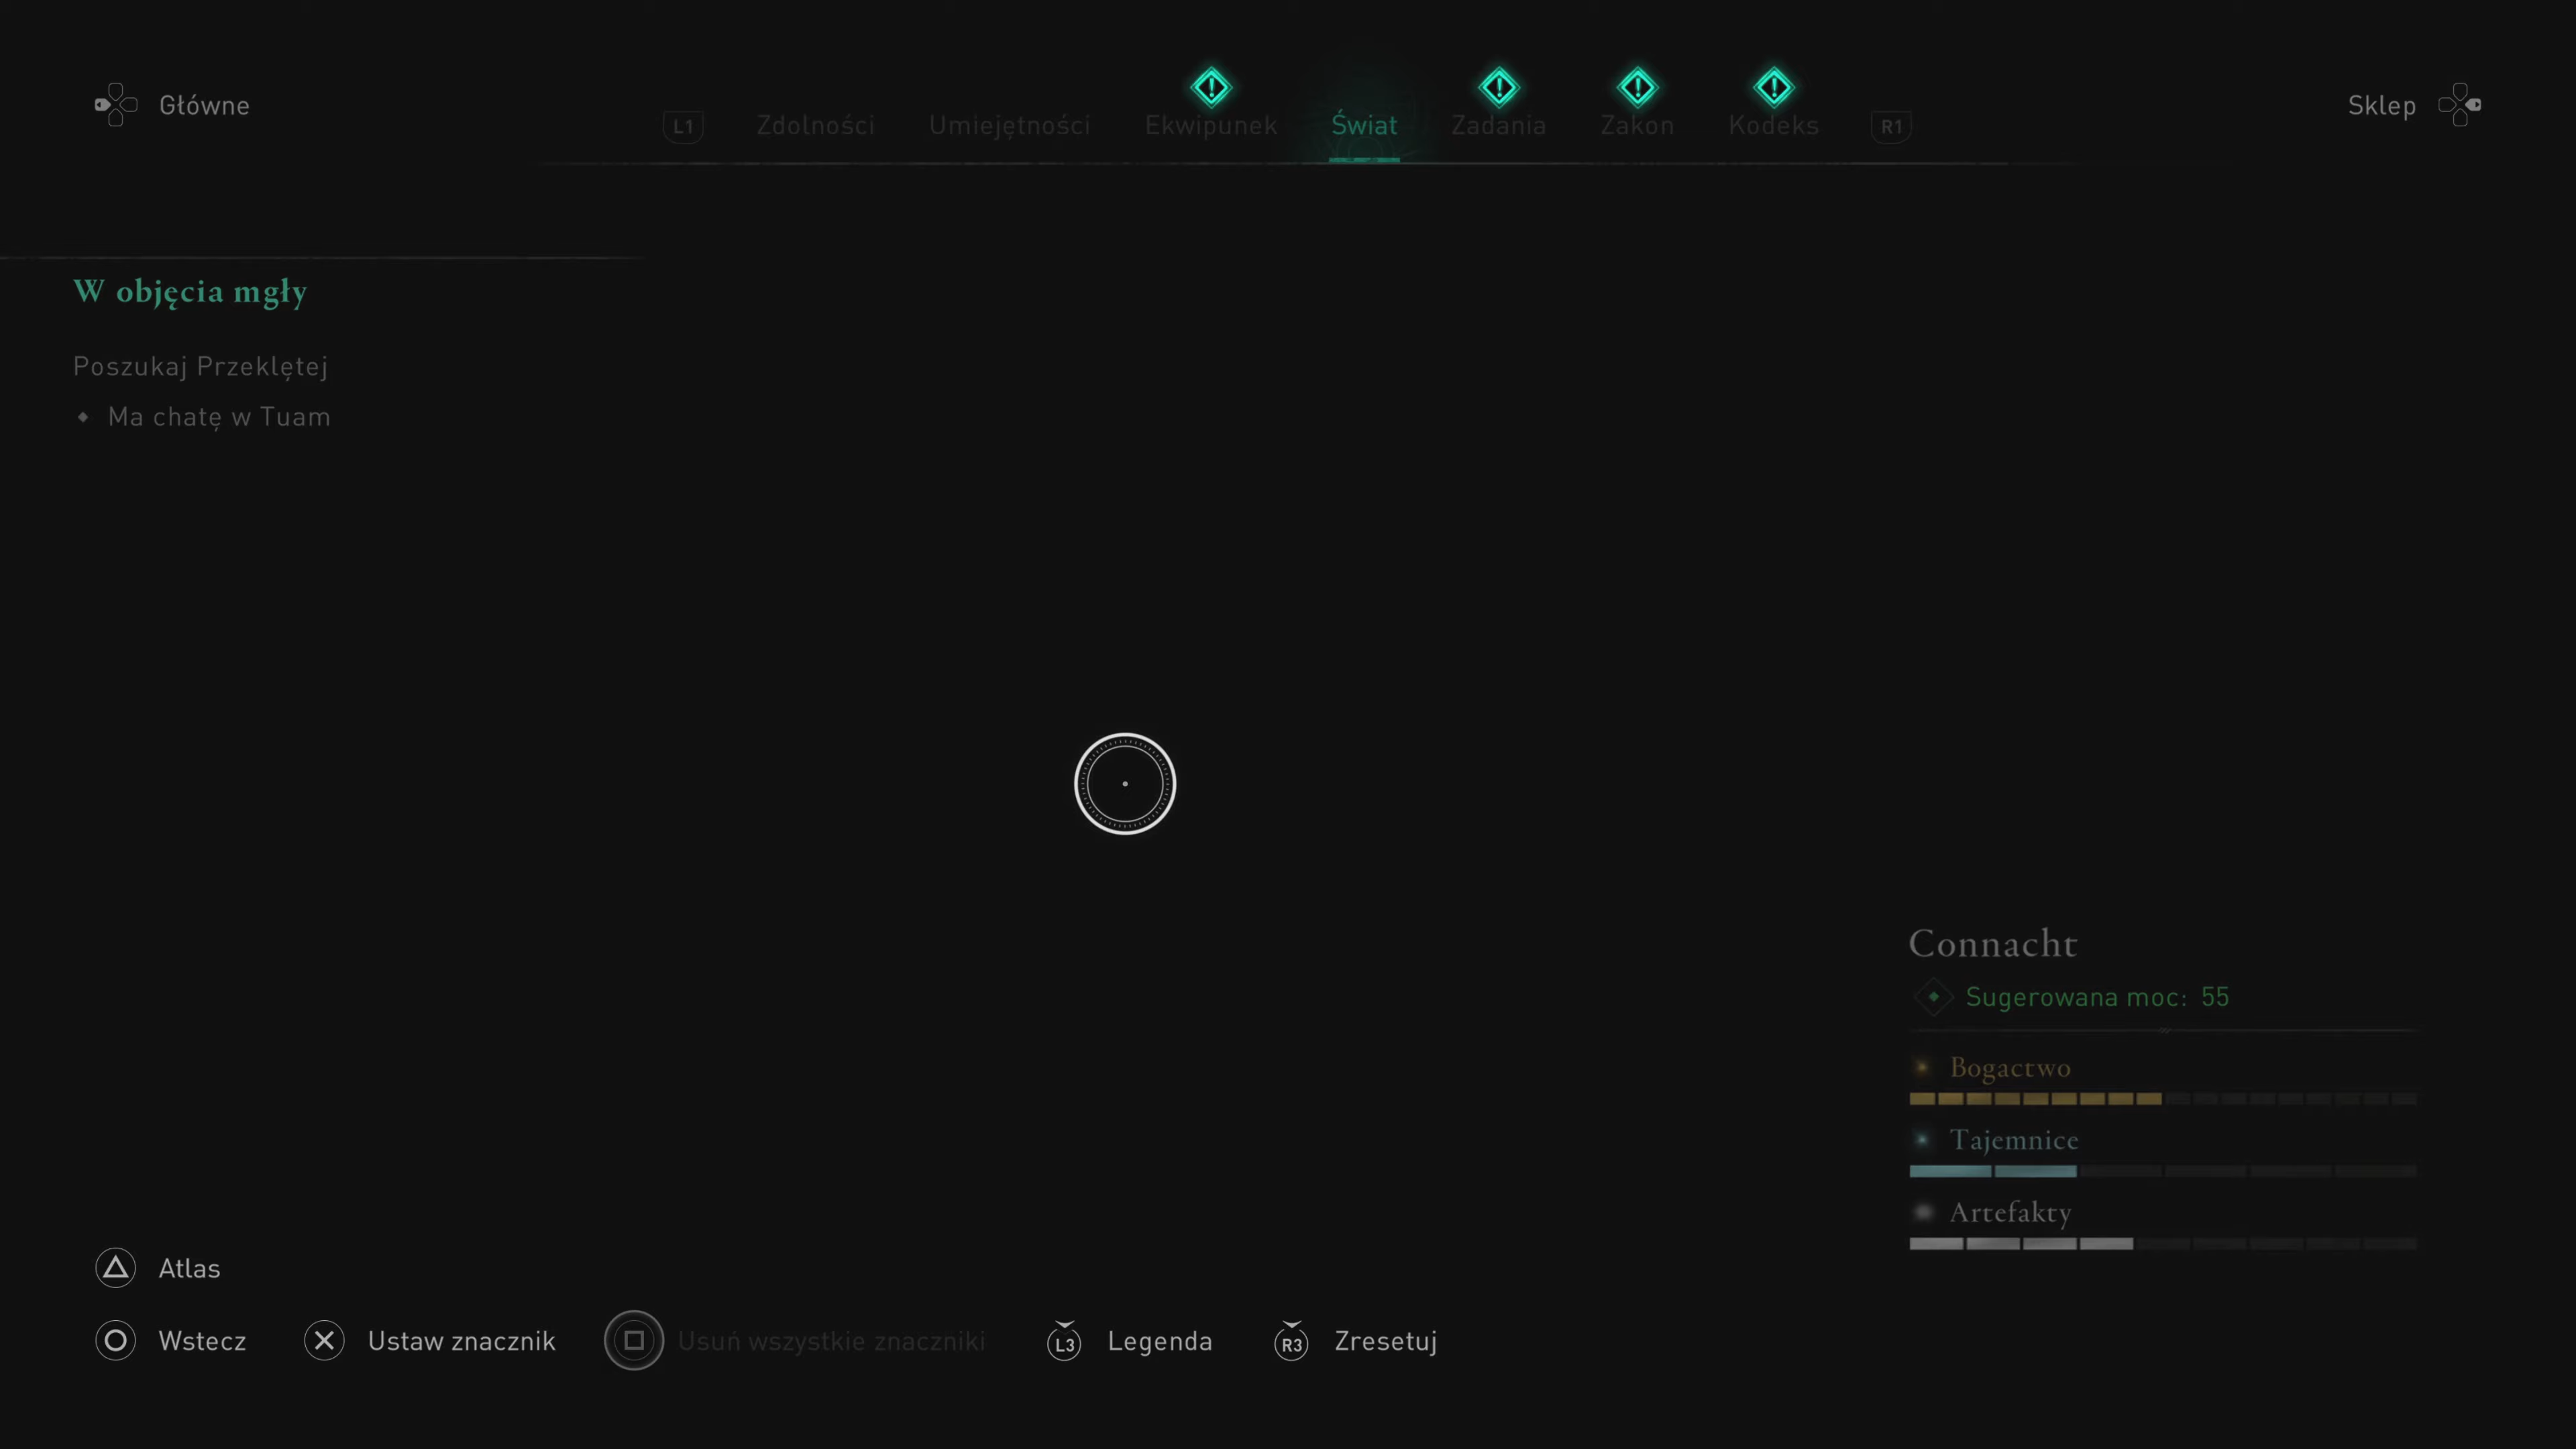 Główne
L1 Zdolności Umiejętności Ekwipunek Świat Zadania Zakon Kodeks R1
Sklep
W objęcia mgły
Poszukaj Przeklętej
Ma chatę w Tuam
Connacht
Sugerowana moc: 55
Bogactwo
Tajemnice
Artefakty
Atlas
Wstecz Ustaw znacznik Usuń wszystkie znaczniki L3 Legenda R3 Zresetuj